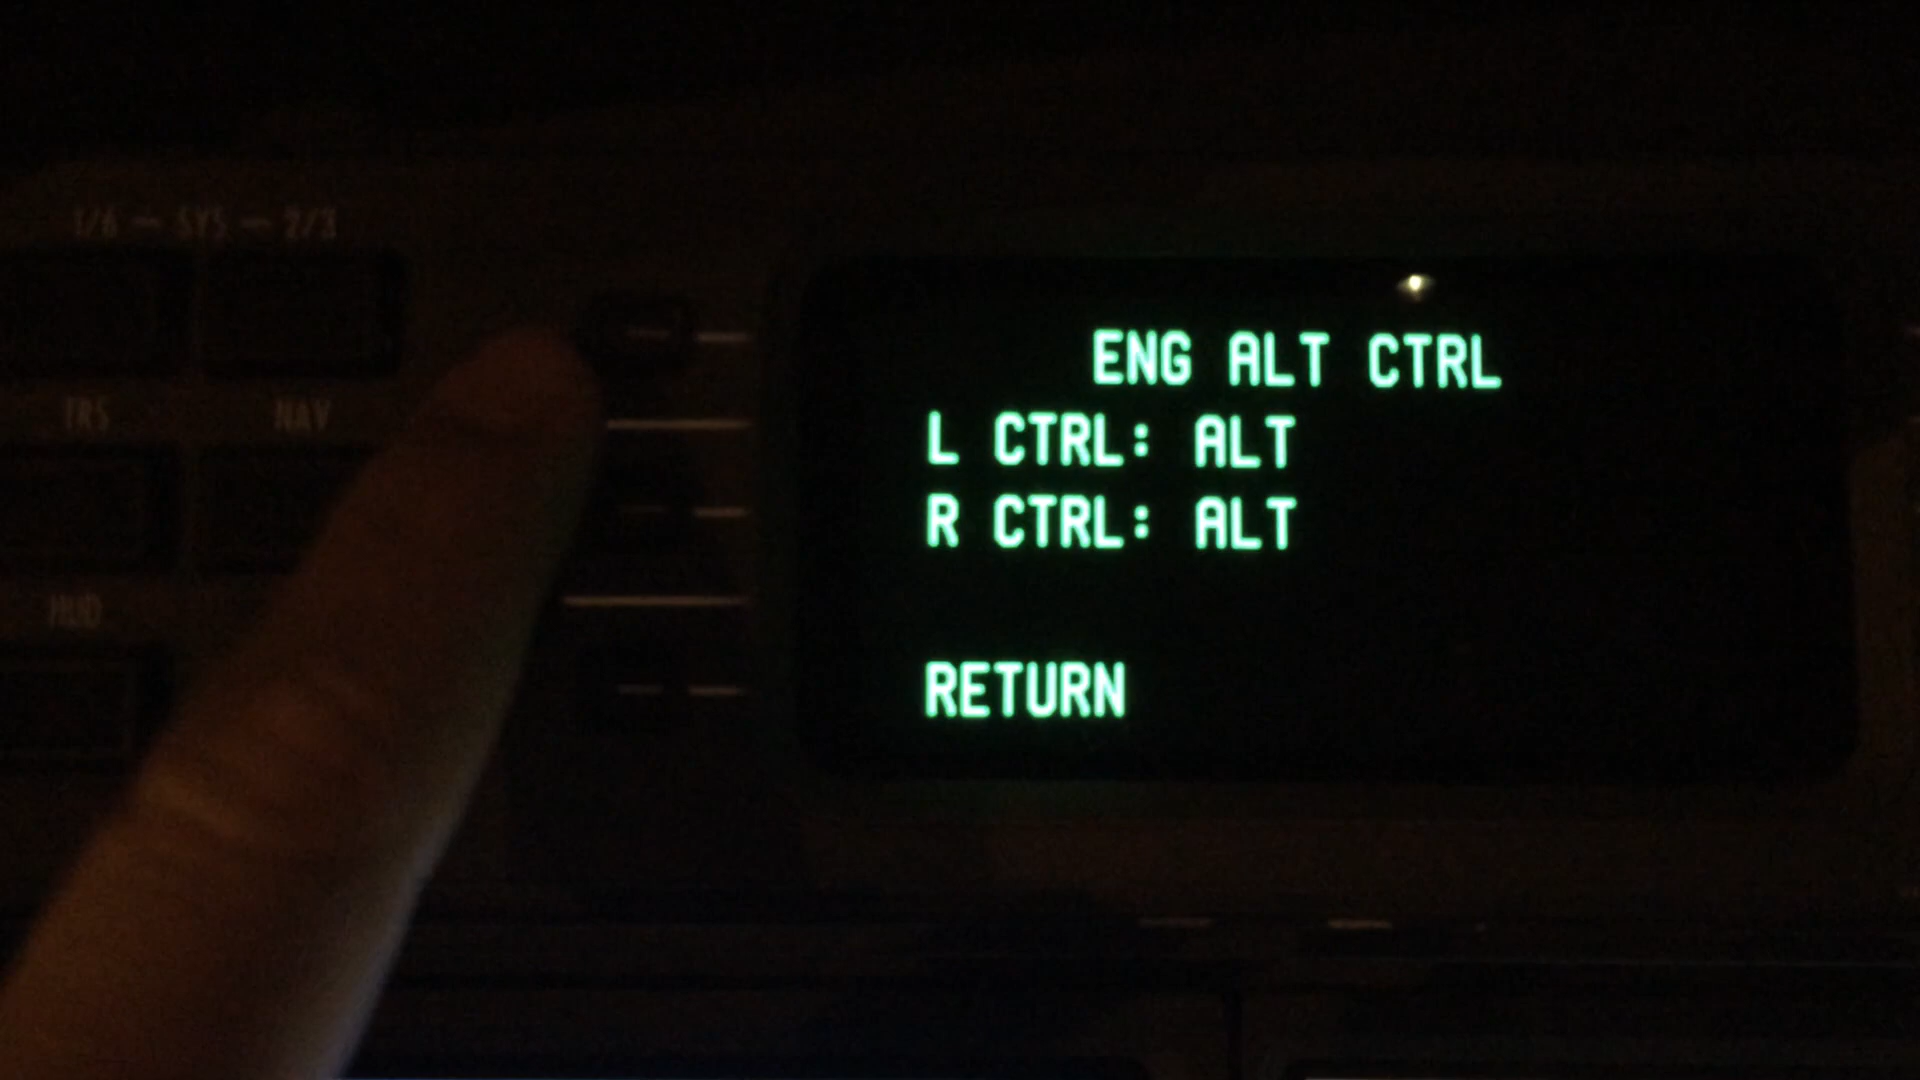 1/6 — SYS — 2/3
TRS NAV
HUD
ENG ALT CTRL
L CTRL: ALT
R CTRL: ALT
RETURN